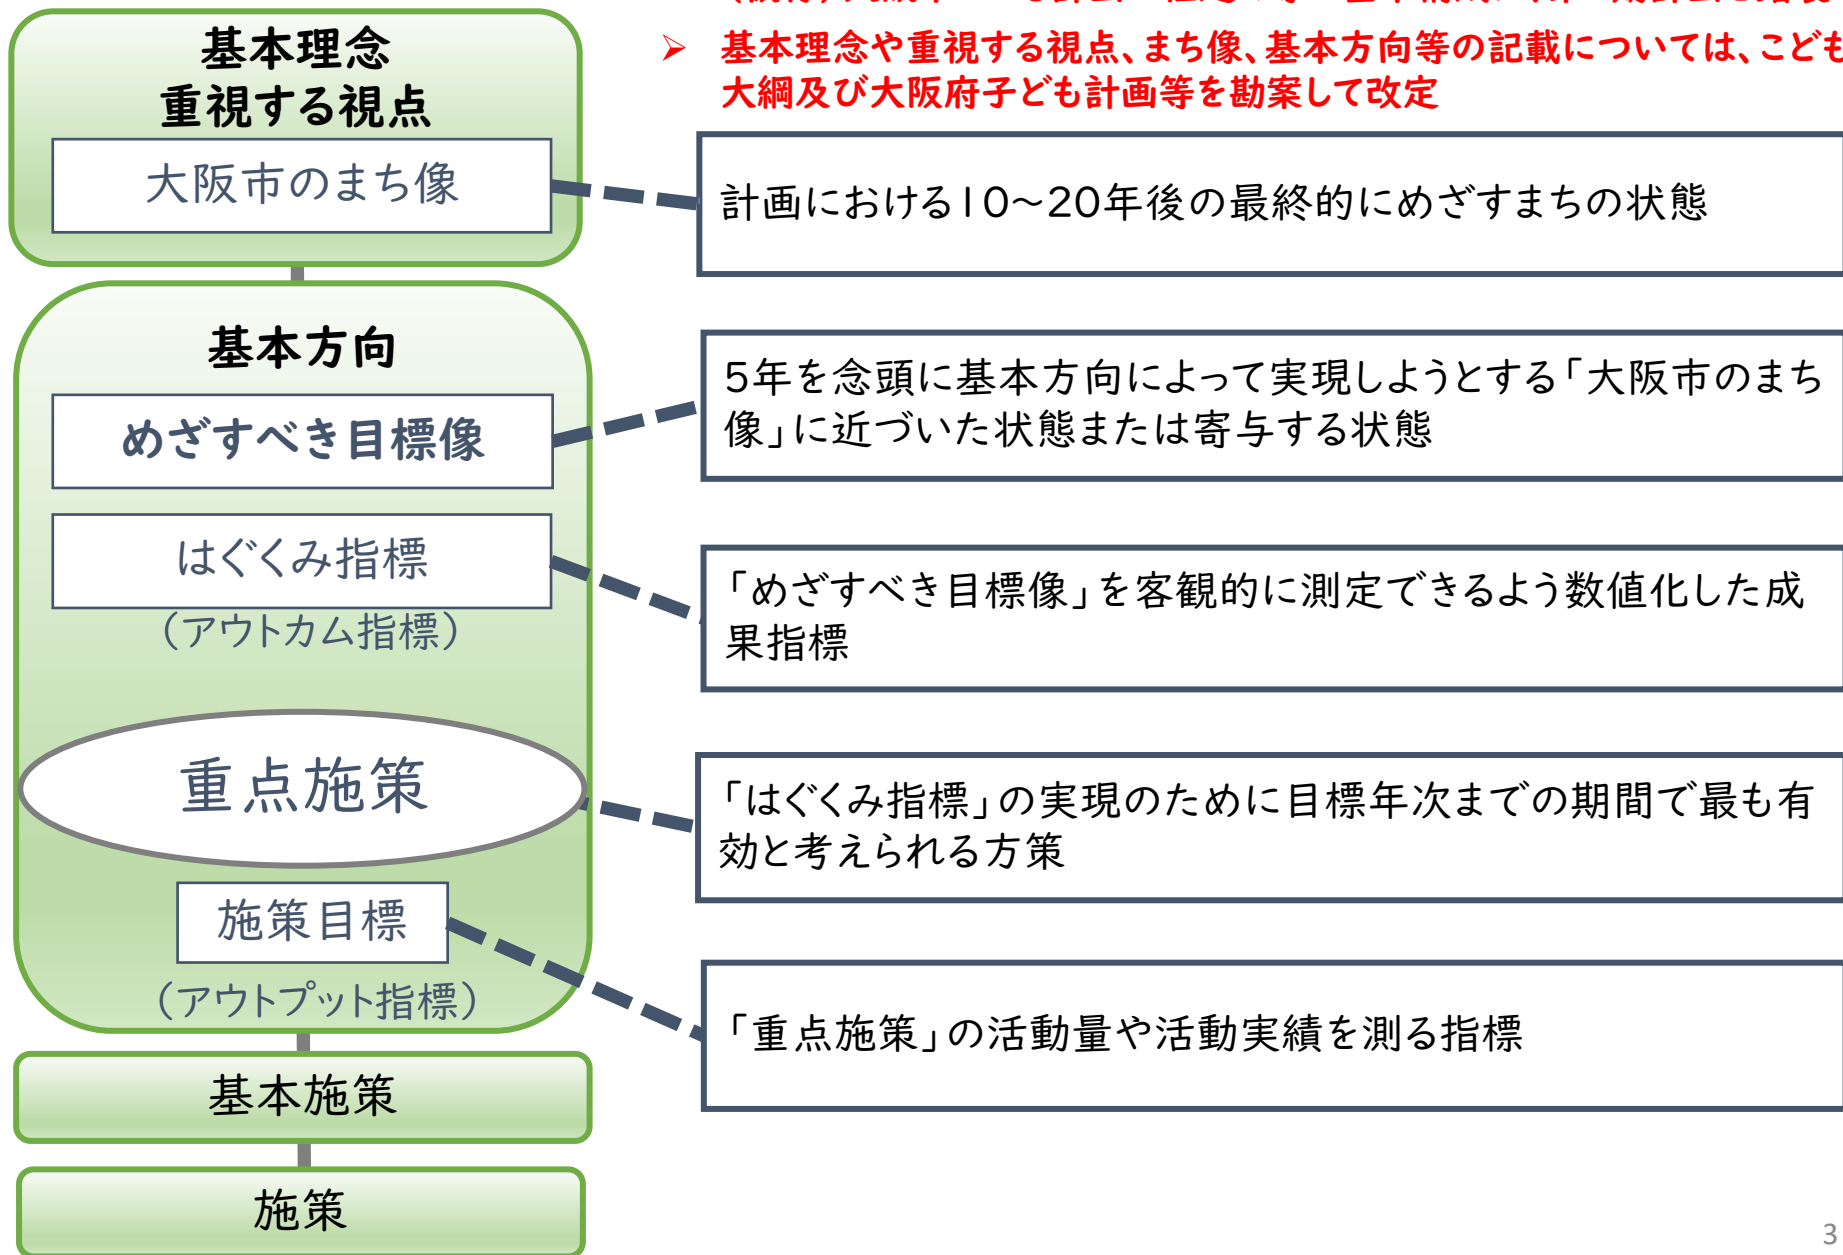 基本理念
重視する視点
大阪市のまち像
➢ 基本理念や重視する視点、まち像、基本方向等の記載については、こども
大綱及び大阪府子ども計画等を勘案して改定
計画における10～20年後の最終的にめざすまちの状態
基本方向
めざすべき目標像
5年を念頭に基本方向によって実現しようとする「大阪市のまち
像」に近づいた状態または寄与する状態
はぐくみ指標
（アウトカム指標）
「めざすべき目標像」を客観的に測定できるよう数値化した成
果指標
重点施策
「はぐくみ指標」の実現のために目標年次までの期間で最も有
効と考えられる方策
施策目標
（アウトプット指標）
「重点施策」の活動量や活動実績を測る指標
基本施策
施策
3